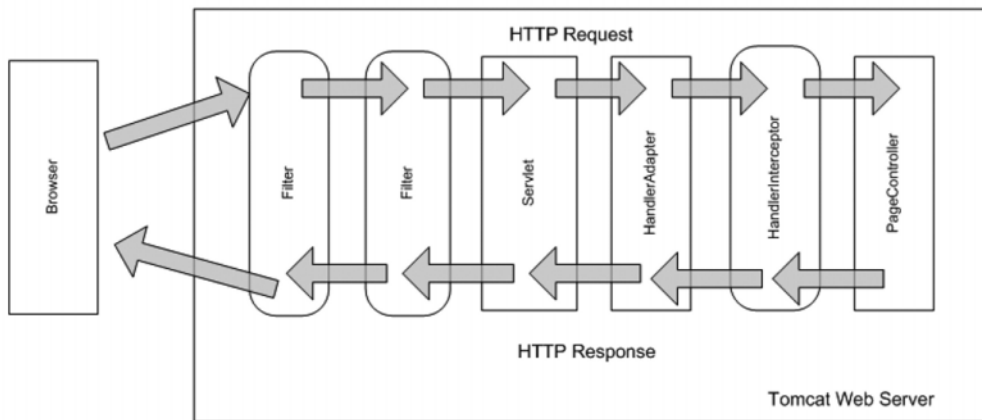 HTTP Request
Browser
Filter
Filter
Servlet
HandlerAdapter
HandlerInterceptor
PageController
HTTP Response
Tomcat Web Server